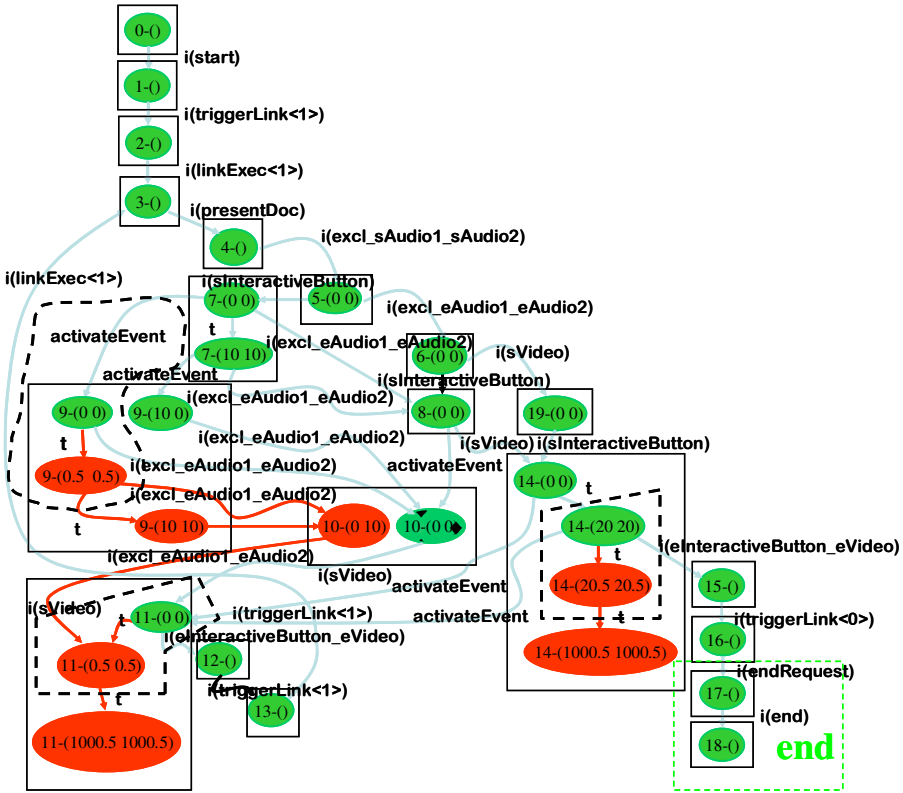 0-()
i(start)
1-()
i(triggerLink<1>)
2-()
i(linkExec<1>)
3-()
i(presentDoc)
4-()
i(excl_sAudio1_sAudio2)
i(linkExec<1>)
i(sInteractiveButton)
7-(0 0)
5-(0 0)
i(excl_eAudio1_eAudio2)
activateEvent
t
i(excl_eAudio1_eAudio2)
7-(10 10)
6-(0 0)
i(sVideo)
activateEvent
i(sInteractiveButton)
i(excl_eAudio1_eAudio2)
9-(0 0)
9-(10 0)
8-(0 0)
19-(0 0)
i(excl_eAudio1_eAudio2)
t
i(sVideo)
i(sInteractiveButton)
i(excl_eAudio1_eAudio2)
activateEvent
9-(0.5 0.5)
14-(0 0)
t
i(excl_eAudio1_eAudio2)
t
9-(10 10)
10-(0 10)
10-(0 0)
14-(20 20)
i(excl_eAudio1_eAudio2)
t
i(eInteractiveButton_eVideo)
i(sVideo)
activateEvent
14-(20.5 20.5)
15-()
i(sVideo)
t
11-(0 0)
i(triggerLink<1>)
activateEvent
t
i(triggerLink<0>)
i(eInteractiveButton_eVideo)
16-()
11-(0.5 0.5)
12-()
14-(1000.5 1000.5)
i(endRequest)
t
i(triggerLink<1>)
17-()
13-()
i(end)
11-(1000.5 1000.5)
18-()
end